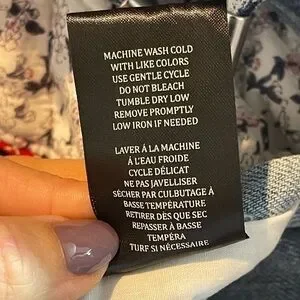 MACHINE WASH COLD
WITH LIKE COLORS
USE GENTLE CYCLE
DO NOT BLEACH
TUMBLE DRY LOW
REMOVE PROMPTLY
LOW IRON IF NEEDED
LAVER Á LA MACHINE
Á L'EAU FROIDE
CYCLE DÉLICAT
NE PAS JAVELLISER
SÉCHER PAR CULBUTAGE À
BASSE TEMPÉRATURE
RETIRER DÈS QUE SEC
REPASSER À BASSE
TEMPÉRA
TURF SI NÉCESSAIRE